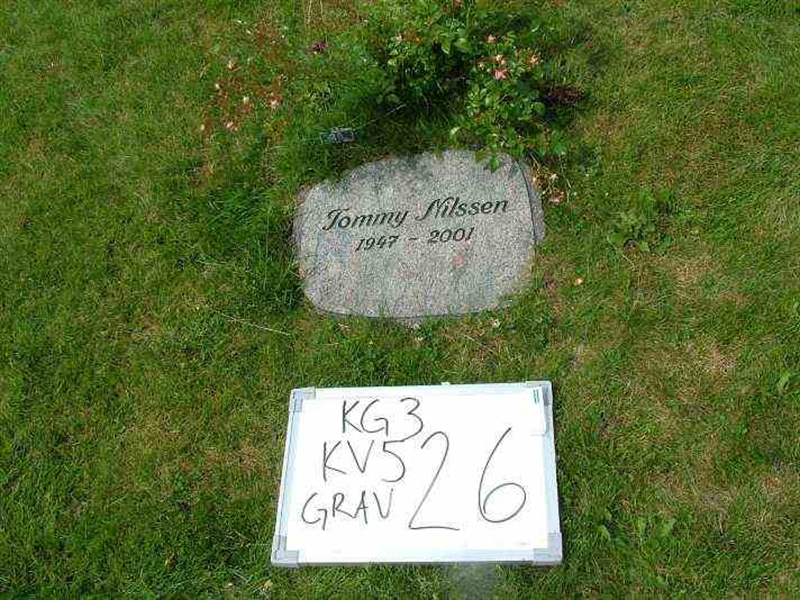 Tommy Nilssen
1947 - 2001
KG3
KV5
GRAV 26